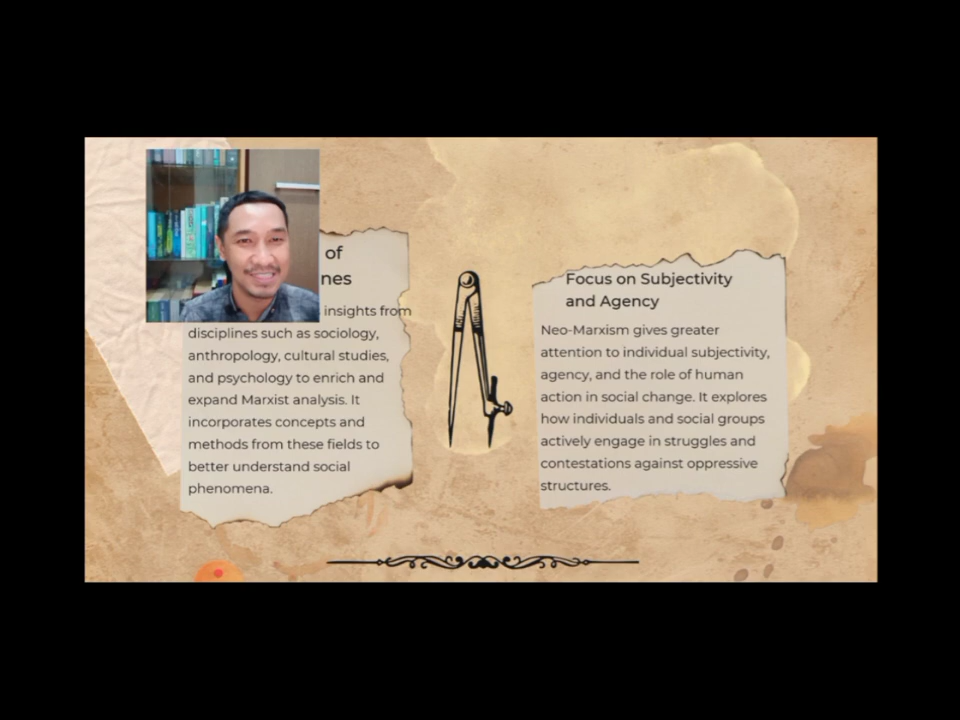 of
nes
insights from
disciplines such as sociology,
anthropology, cultural studies,
and psychology to enrich and
expand Marxist analysis. It
incorporates concepts and
methods from these fields to
better understand social
phenomena.
Focus on Subjectivity
and Agency
Neo-Marxism gives greater
attention to individual subjectivity,
agency, and the role of human
action in social change. It explores
how individuals and social groups
actively engage in struggles and
contestations against oppressive
structures.